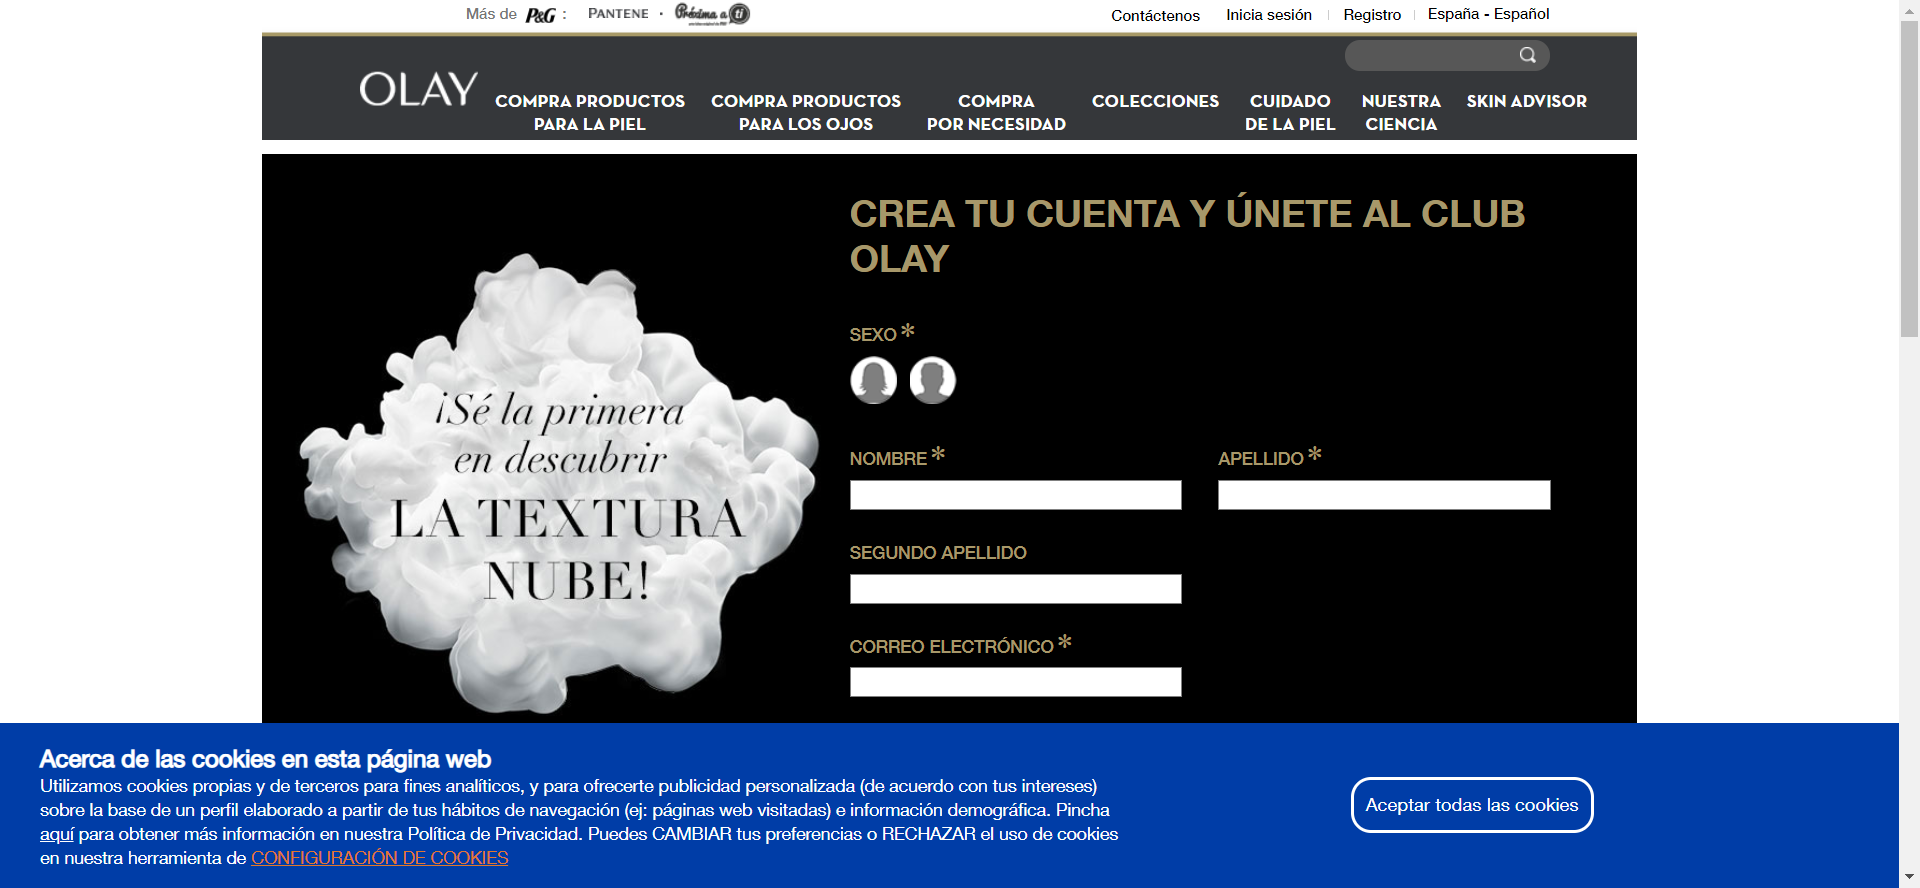 Más de P&G : PANTENE · Próxima a ti
Contáctenos Inicia sesión Registro España - Español
OLAY
COMPRA PRODUCTOS
PARA LA PIEL
COMPRA PRODUCTOS
PARA LOS OJOS
COMPRA
POR NECESIDAD
COLECCIONES
CUIDADO
DE LA PIEL
NUESTRA
CIENCIA
SKIN ADVISOR
¡Sé la primera
en descubrir
LA TEXTURA
NUBE!
CREA TU CUENTA Y ÚNETE AL CLUB
OLAY
SEXO*
NOMBRE* APELLIDO*
SEGUNDO APELLIDO
CORREO ELECTRÓNICO*
Acerca de las cookies en esta página web
Utilizamos cookies propias y de terceros para fines analíticos, y para ofrecerte publicidad personalizada (de acuerdo con tus intereses)
sobre la base de un perfil elaborado a partir de tus hábitos de navegación (ej: páginas web visitadas) e información demográfica. Pincha
aquí para obtener más información en nuestra Política de Privacidad. Puedes CAMBIAR tus preferencias o RECHAZAR el uso de cookies
en nuestra herramienta de CONFIGURACIÓN DE COOKIES
Aceptar todas las cookies